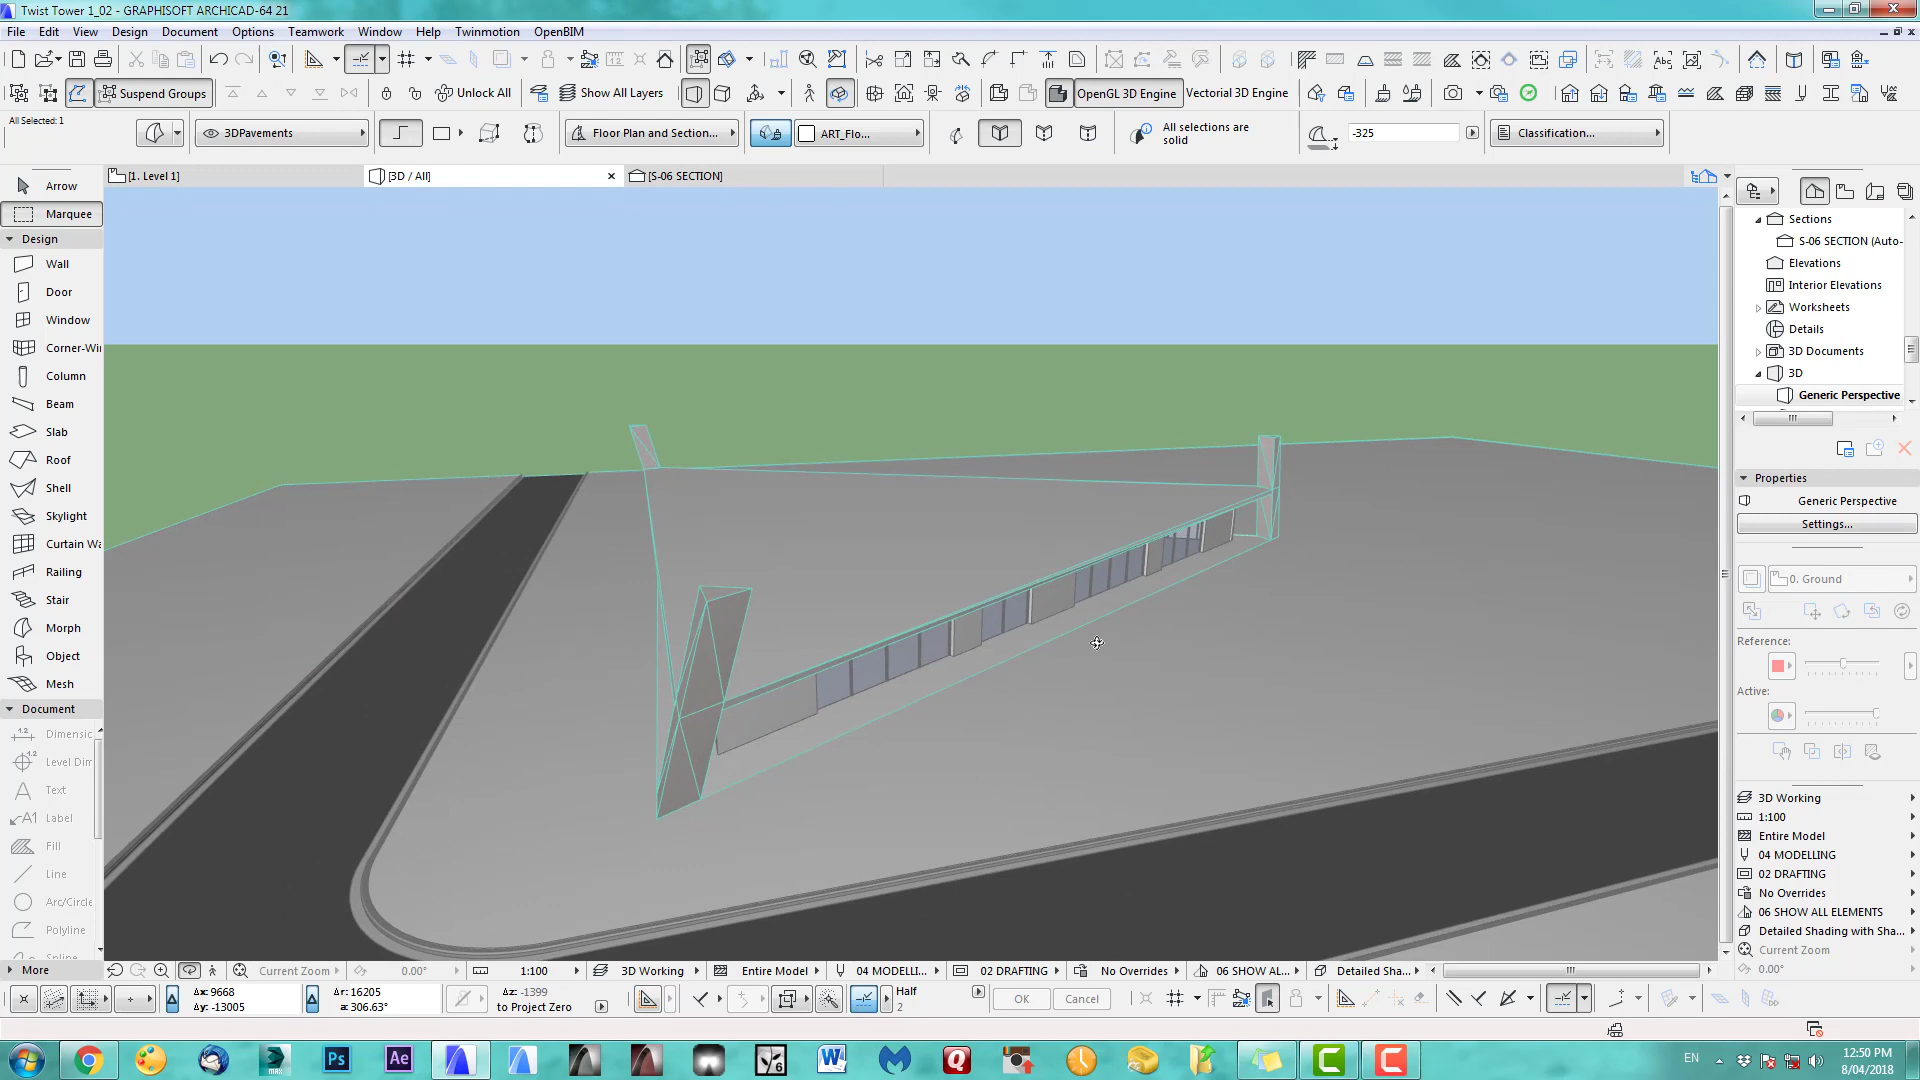 Twist Tower 1_02 - GRAPHISOFT ARCHICAD-64 21
File Edit View Design Document Options Teamwork Window Help Twinmotion OpenBIM
Suspend Groups Unlock All Show All Layers OpenGL 3D Engine Vectorial 3D Engine
All Selected: 1
3DPavements Floor Plan and Section... ART_Flo... All selections are solid -325 Classification...
[1. Level 1] [3D / All] [S-06 SECTION]
Arrow
Marquee
Design
Wall
Door
Window
Corner-Wi
Column
Beam
Slab
Roof
Shell
Skylight
Curtain Wa
Railing
Stair
Morph
Object
Mesh
Document
Dimensic
Level Dim
Text
Label
Fill
Line
Arc/Circle
Polyline
Spline
More
Sections
S-06 SECTION (Auto-
Elevations
Interior Elevations
Worksheets
Details
3D Documents
3D
Generic Perspective
Properties
Generic Perspective
Settings...
0. Ground
Reference:
Active:
3D Working
1:100
Entire Model
04 MODELLING
02 DRAFTING
No Overrides
06 SHOW ALL ELEMENTS
Detailed Shading with Sha...
Current Zoom
0.00°
Current Zoom 0.00° 1:100 3D Working Entire Model 04 MODELLI... 02 DRAFTING No Overrides 06 SHOW AL... Detailed Sha...
Δx: 9668 Δr: 16205 Δz: -1399 Half OK Cancel
Δy: -13005 a: 306.63° to Project Zero 2
MAX Ps Ae 6 W Q C C
EN 12:50 PM
8/04/2018